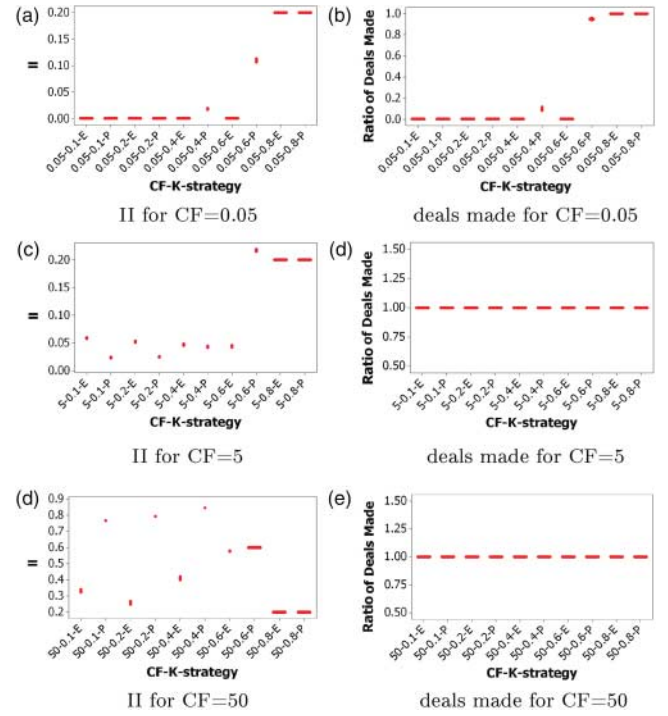 (a)
II
0.20
0.15
0.10
0.05
0.00
0.05-0.1-E
0.05-0.1-P
0.05-0.2-E
0.05-0.2-P
0.05-0.4-E
0.05-0.4-P
0.05-0.6-E
0.05-0.6-P
0.05-0.8-E
0.05-0.8-P
CF-K-strategy
II for CF=0.05
(b)
Ratio of Deals Made
1.0
0.8
0.6
0.4
0.2
0.0
0.05-0.1-E
0.05-0.1-P
0.05-0.2-E
0.05-0.2-P
0.05-0.4-E
0.05-0.4-P
0.05-0.6-E
0.05-0.6-P
0.05-0.8-E
0.05-0.8-P
CF-K-strategy
deals made for CF=0.05
(c)
II
0.20
0.15
0.10
0.05
0.00
5-0.1-E
5-0.1-P
5-0.2-E
5-0.2-P
5-0.4-E
5-0.4-P
5-0.6-E
5-0.6-P
5-0.8-E
5-0.8-P
CF-K-strategy
II for CF=5
(d)
Ratio of Deals Made
1.50
1.25
1.00
0.75
0.50
5-0.1-E
5-0.1-P
5-0.2-E
5-0.2-P
5-0.4-E
5-0.4-P
5-0.6-E
5-0.6-P
5-0.8-E
5-0.8-P
CF-K-strategy
deals made for CF=5
(d)
II
0.9
0.8
0.7
0.6
0.5
0.4
0.3
0.2
50-0.1-E
50-0.1-P
50-0.2-E
50-0.2-P
50-0.4-E
50-0.4-P
50-0.6-E
50-0.6-P
50-0.8-E
50-0.8-P
CF-K-strategy
II for CF=50
(e)
Ratio of Deals Made
1.50
1.25
1.00
0.75
0.50
50-0.1-E
50-0.1-P
50-0.2-E
50-0.2-P
50-0.4-E
50-0.4-P
50-0.6-E
50-0.6-P
50-0.8-E
50-0.8-P
CF-K-strategy
deals made for CF=50